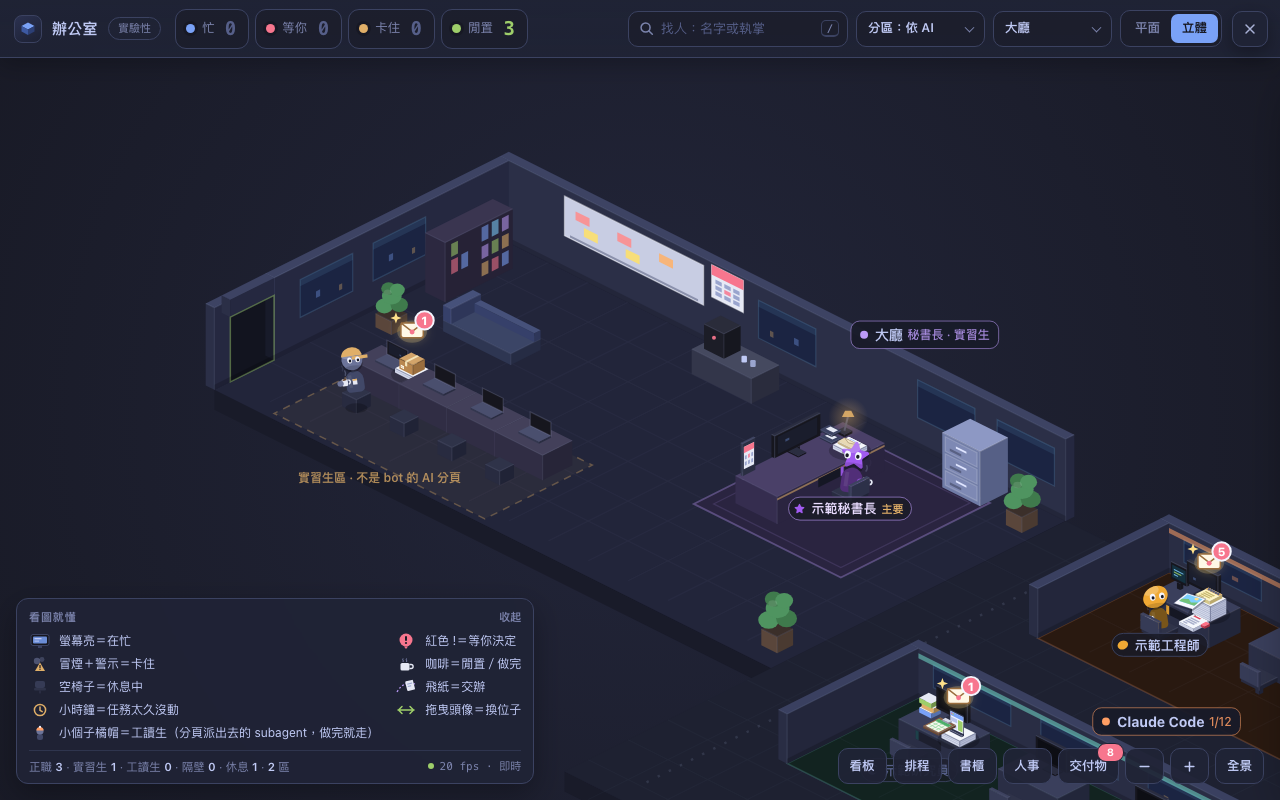 辦公室 實驗性 忙 0 等你 0 卡住 0 閒置 3 找人：名字或執掌 / 分區：依 AI 大廳 平面 立體
1
大廳 秘書長 · 實習生
實習生區 · 不是 bot 的 AI 分頁
示範秘書長 主要
5
示範工程師
1
Claude Code 1/12
看圖就懂 收起
螢幕亮＝在忙 紅色 !＝等你決定
冒煙＋警示＝卡住 咖啡＝閒置 / 做完
空椅子＝休息中 飛紙＝交辦
小時鐘＝任務太久沒動 拖曳頭像＝換位子
小個子橘帽＝工讀生（分頁派出去的 subagent，做完就走）
正職 3 · 實習生 1 · 工讀生 0 · 隔壁 0 · 休息 1 · 2 區 20 fps · 即時
看板 排程 書櫃 人事 交付物 8 − + 全景